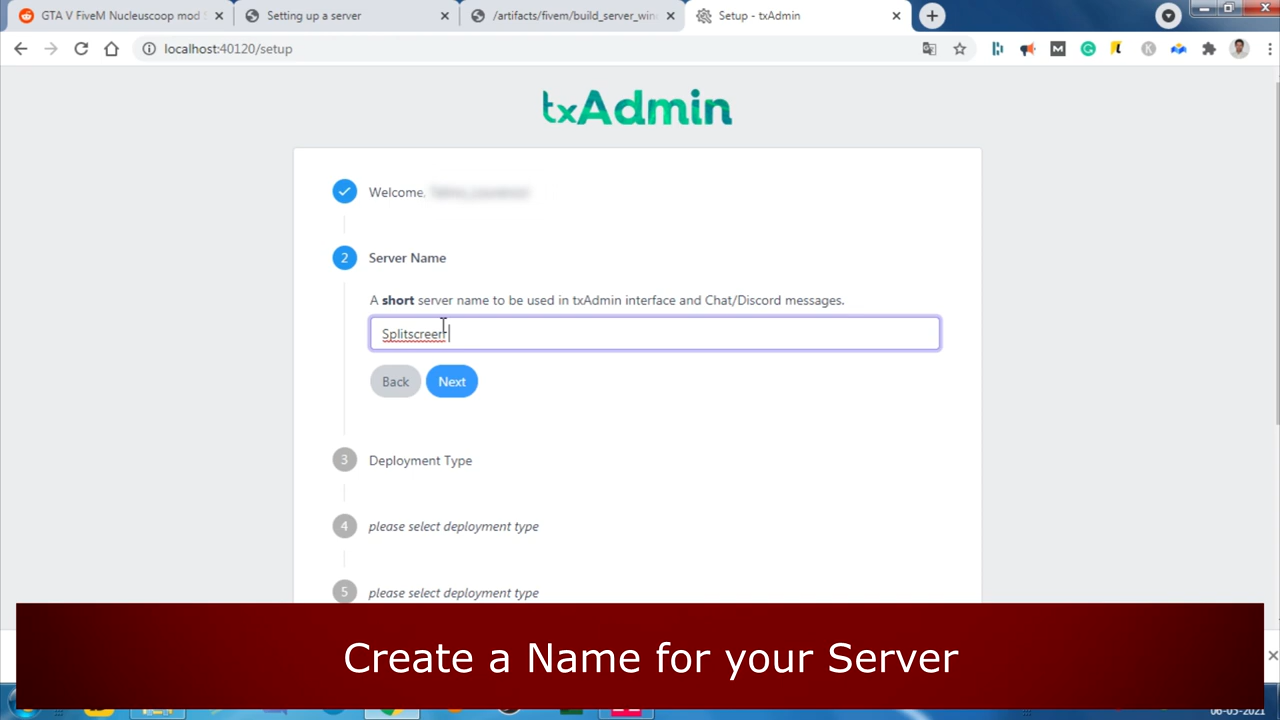 GTA V FiveM Nucleuscoop mod
Setting up a server
/artifacts/fivem/build_server_win
Setup - txAdmin
localhost:40120/setup
txAdmin
Welcome.
2
Server Name
A short server name to be used in txAdmin interface and Chat/Discord messages.
Splitscreen
Back
Next
3
Deployment Type
4
please select deployment type
5
please select deployment type
Create a Name for your Server